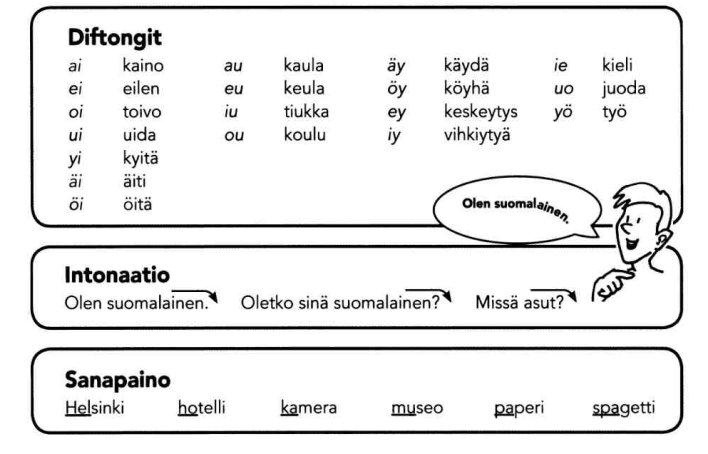 Diftongit
ai kaino au kaula äy käydä ie kieli
ei eilen eu keula öy köyhä uo juoda
oi toivo iu tiukka ey keskeytys yö työ
ui uida ou koulu iy vihkiytyä
yi kyitä
äi äiti
öi öitä
Olen suomalainen.
Intonaatio
Olen suomalainen. Oletko sinä suomalainen? Missä asut?
Sanapaino
Helsinki hotelli kamera museo paperi spagetti